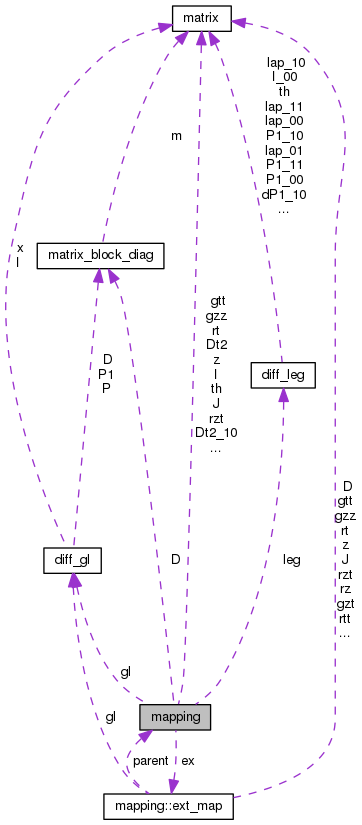 matrix
lap_10
l_00
th
lap_11
lap_00
P1_10
lap_01
P1_11
P1_00
dP1_10
...
m
x
l
matrix_block_diag
gtt
gzz
rt
Dt2
z
l
th
J
rzt
Dt2_10
...
D
P1
P
diff_leg
D
gtt
gzz
rt
z
J
rzt
rz
gzt
rtt
...
diff_gl
D
leg
gl
gl
mapping
parent
ex
mapping::ext_map